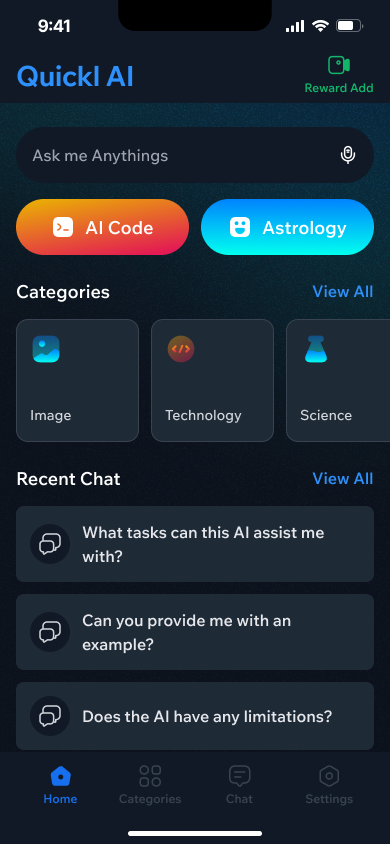 9:41
Quickl AI
Reward Add
Ask me Anythings
AI Code
Astrology
Categories
View All
Image
Technology
Science
Recent Chat
View All
What tasks can this AI assist me
with?
Can you provide me with an
example?
Does the AI have any limitations?
Home
Categories
Chat
Settings